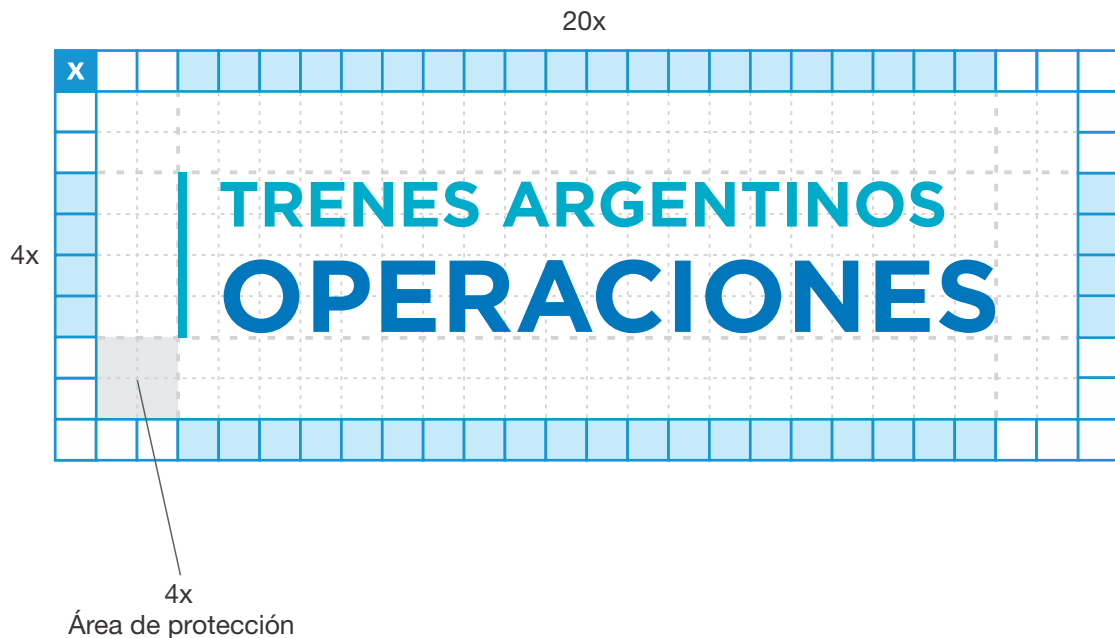 20x
X
TRENES ARGENTINOS
4x
OPERACIONES
4x
Área de protección